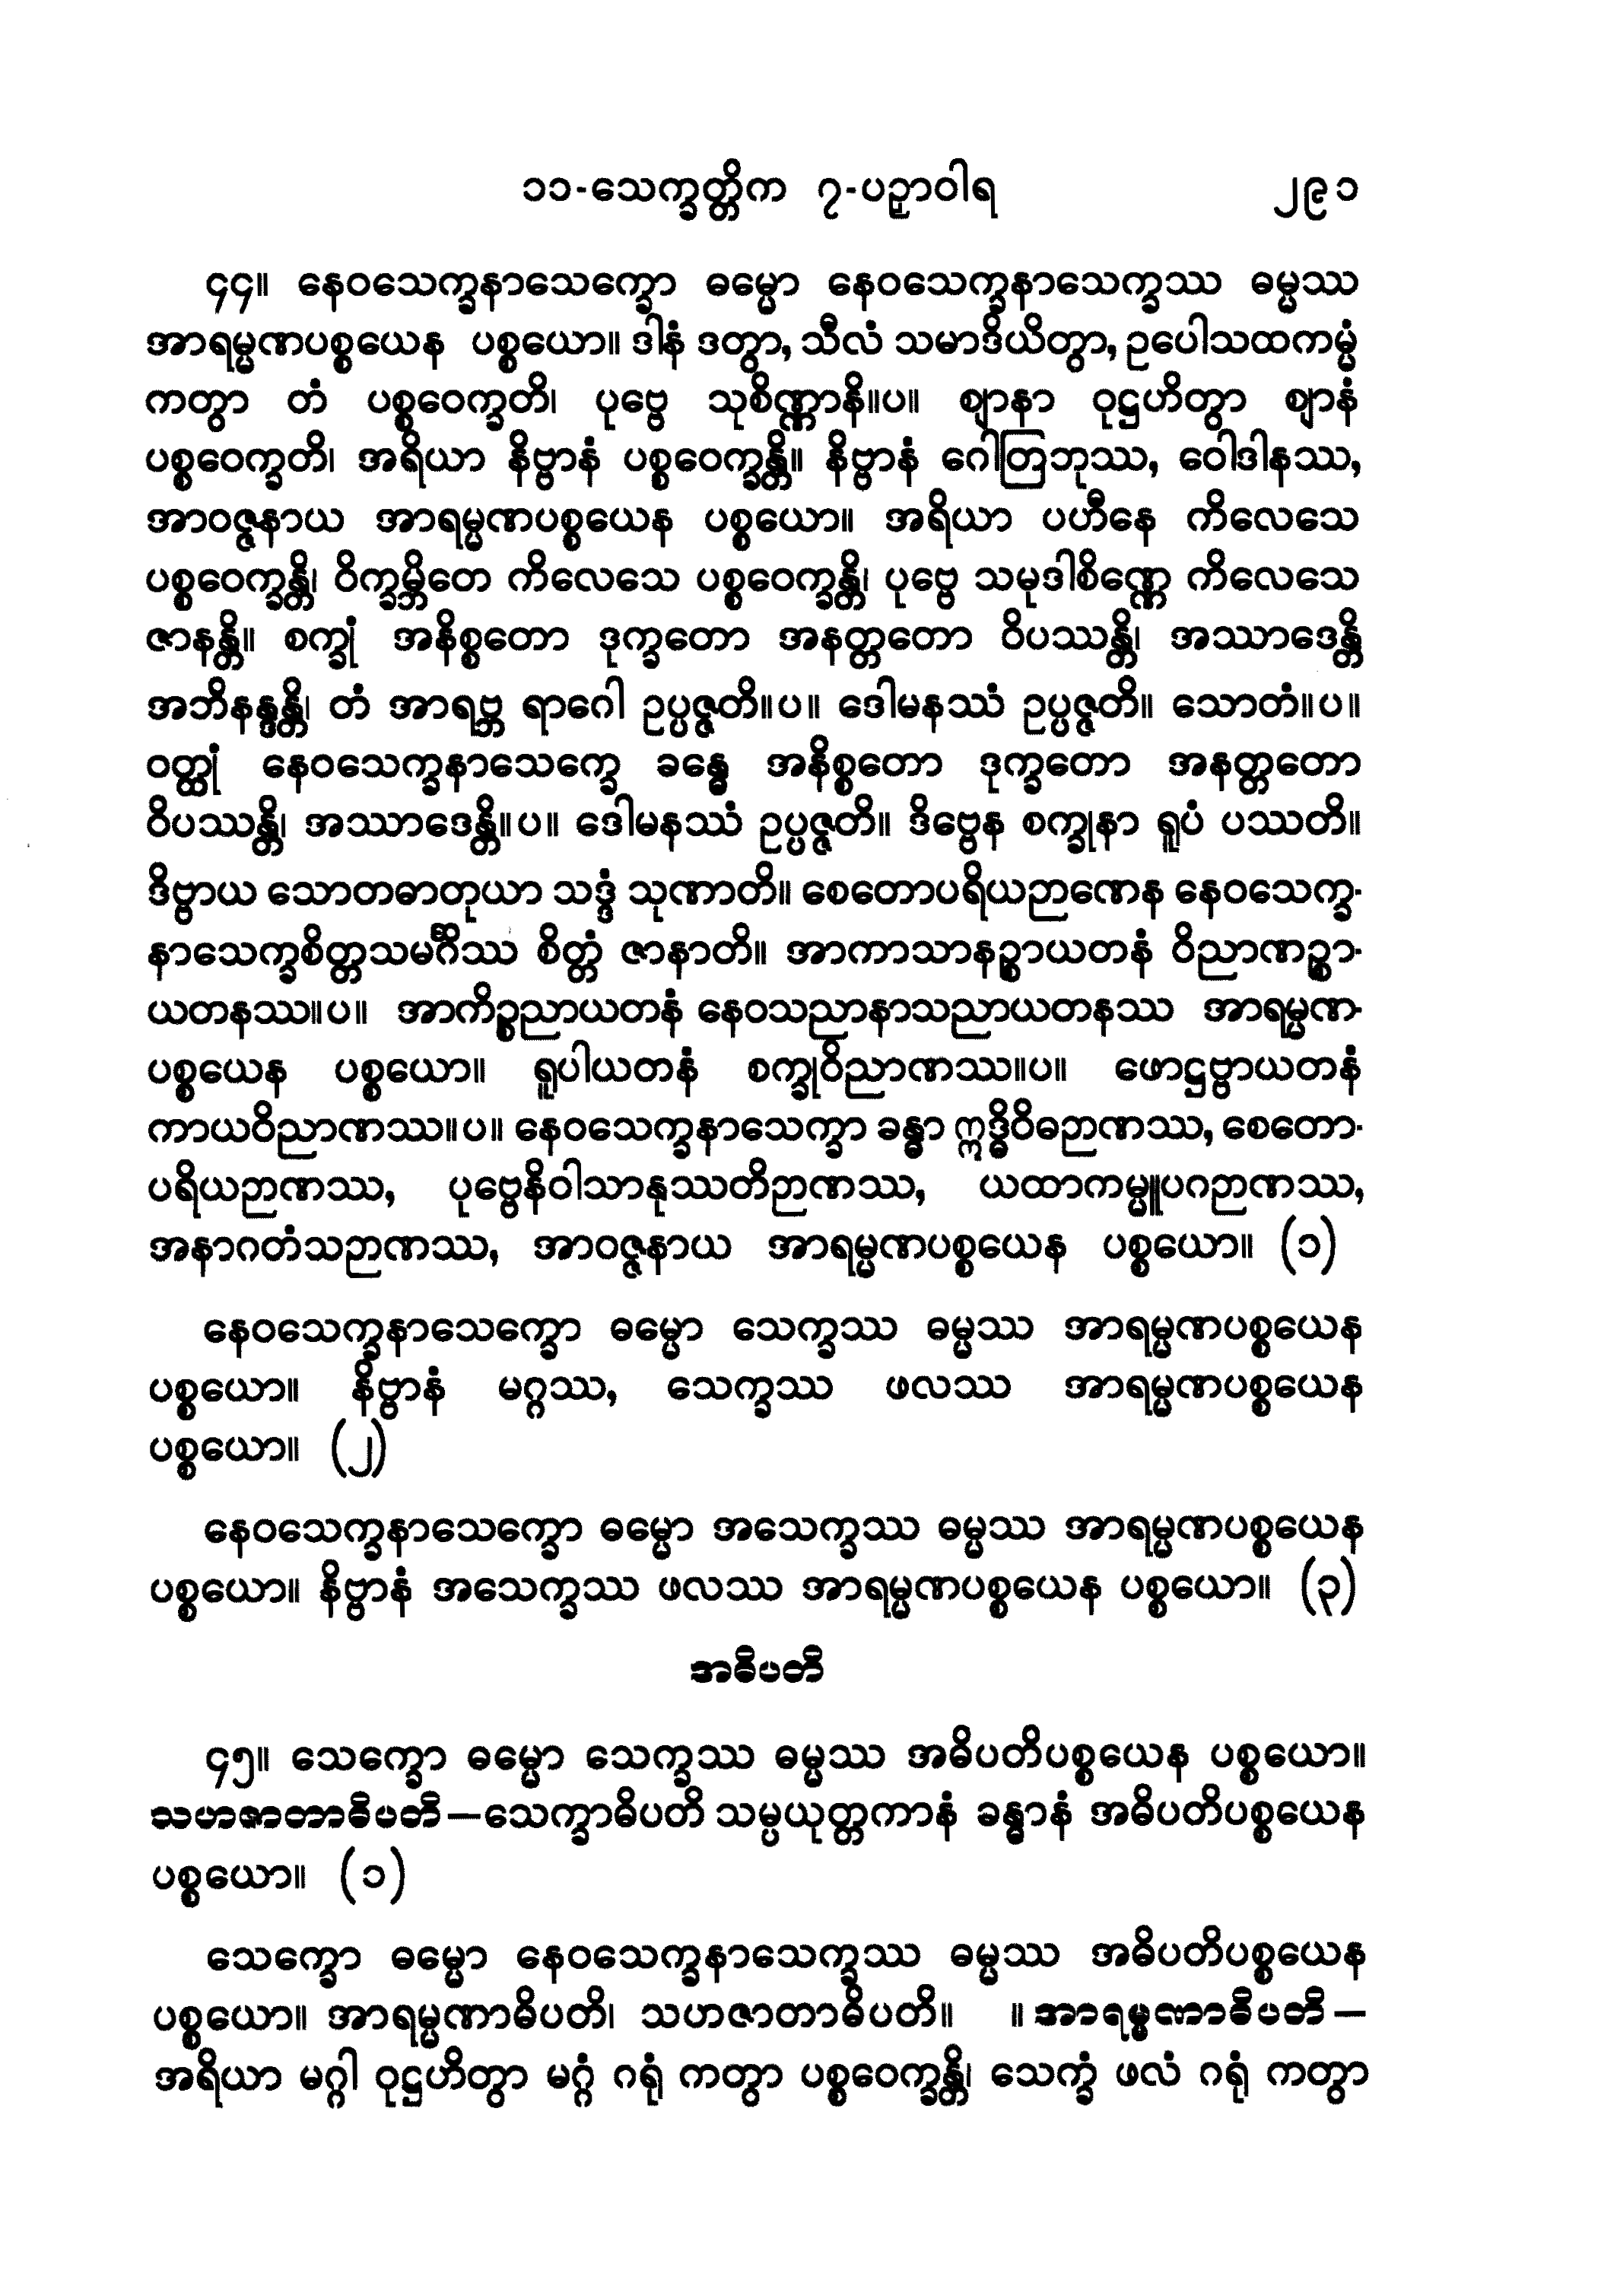 ၁၁-သေက္ခတ္တိက ၇-ပဉှာဝါရ ၂၉၁
၄၄။ နေဝသေက္ခနာသေက္ခော ဓမ္မော နေဝသေက္ခနာသေက္ခဿ ဓမ္မဿ
အာရမ္မဏပစ္စယေန ပစ္စယော။ ဒါနံ ဒတွာ, သီလံ သမာဒိယိတွာ, ဥပေါသထကမ္မံ
ကတွာ တံ ပစ္စဝေက္ခတိ၊ ပုဗ္ဗေ သုစိဏ္ဏာနိ။ပ။ ဈာနာ ဝုဋ္ဌဟိတွာ ဈာနံ
ပစ္စဝေက္ခတိ၊ အရိယာ နိဗ္ဗာနံ ပစ္စဝေက္ခန္တိ။ နိဗ္ဗာနံ ဂေါတြဘုဿ, ဝေါဒါနဿ,
အာဝဇ္ဇနာယ အာရမ္မဏပစ္စယေန ပစ္စယော။ အရိယာ ပဟီနေ ကိလေသေ
ပစ္စဝေက္ခန္တိ၊ ဝိက္ခမ္ဘိတေ ကိလေသေ ပစ္စဝေက္ခန္တိ၊ ပုဗ္ဗေ သမုဒါစိဏ္ဏေ ကိလေသေ
ဇာနန္တိ။ စက္ခုံ အနိစ္စတော ဒုက္ခတော အနတ္တတော ဝိပဿန္တိ၊ အဿာဒေန္တိ
အဘိနန္ဒန္တိ၊ တံ အာရဗ္ဘ ရာဂေါ ဥပ္ပဇ္ဇတိ။ပ။ ဒေါမနဿံ ဥပ္ပဇ္ဇတိ။ သောတံ။ပ။
ဝတ္ထုံ နေဝသေက္ခနာသေက္ခေ ခန္ဓေ အနိစ္စတော ဒုက္ခတော အနတ္တတော
ဝိပဿန္တိ၊ အဿာဒေန္တိ။ပ။ ဒေါမနဿံ ဥပ္ပဇ္ဇတိ။ ဒိဗ္ဗေန စက္ခုနာ ရူပံ ပဿတိ။
ဒိဗ္ဗာယ သောတဓာတုယာ သဒ္ဒံ သုဏာတိ။ စေတောပရိယဉာဏေန နေဝသေက္ခ-
နာသေက္ခစိတ္တသမင်္ဂိဿ စိတ္တံ ဇာနာတိ။ အာကာသာနဉ္စာယတနံ ဝိညာဏဉ္စာ-
ယတနဿ။ပ။ အာကိဉ္စညာယတနံ နေဝသညာနာသညာယတနဿ အာရမ္မဏ-
ပစ္စယေန ပစ္စယော။ ရူပါယတနံ စက္ခုဝိညာဏဿ။ပ။ ဖောဋ္ဌဗ္ဗာယတနံ
ကာယဝိညာဏဿ။ပ။ နေဝသေက္ခနာသေက္ခာ ခန္ဓာ ဣဒ္ဓိဝိဓဉာဏဿ, စေတော-
ပရိယဉာဏဿ, ပုဗ္ဗေနိဝါသာနုဿတိဉာဏဿ, ယထာကမ္မူပဂဉာဏဿ,
အနာဂတံသဉာဏဿ, အာဝဇ္ဇနာယ အာရမ္မဏပစ္စယေန ပစ္စယော။ (၁)
နေဝသေက္ခနာသေက္ခော ဓမ္မော သေက္ခဿ ဓမ္မဿ အာရမ္မဏပစ္စယေန
ပစ္စယော။ နိဗ္ဗာနံ မဂ္ဂဿ, သေက္ခဿ ဖလဿ အာရမ္မဏပစ္စယေန
ပစ္စယော။ (၂)
နေဝသေက္ခနာသေက္ခော ဓမ္မော အသေက္ခဿ ဓမ္မဿ အာရမ္မဏပစ္စယေန
ပစ္စယော။ နိဗ္ဗာနံ အသေက္ခဿ ဖလဿ အာရမ္မဏပစ္စယေန ပစ္စယော။ (၃)
အဓိပတိ
၄၅။ သေက္ခော ဓမ္မော သေက္ခဿ ဓမ္မဿ အဓိပတိပစ္စယေန ပစ္စယော။
သဟဇာတာဓိပတိ—သေက္ခာဓိပတိ သမ္ပယုတ္တကာနံ ခန္ဓာနံ အဓိပတိပစ္စယေန
ပစ္စယော။ (၁)
သေက္ခော ဓမ္မော နေဝသေက္ခနာသေက္ခဿ ဓမ္မဿ အဓိပတိပစ္စယေန
ပစ္စယော။ အာရမ္မဏာဓိပတိ၊ သဟဇာတာဓိပတိ။ ။ အာရမ္မဏာဓိပတိ—
အရိယာ မဂ္ဂါ ဝုဋ္ဌဟိတွာ မဂ္ဂံ ဂရုံ ကတွာ ပစ္စဝေက္ခန္တိ၊ သေက္ခံ ဖလံ ဂရုံ ကတွာ